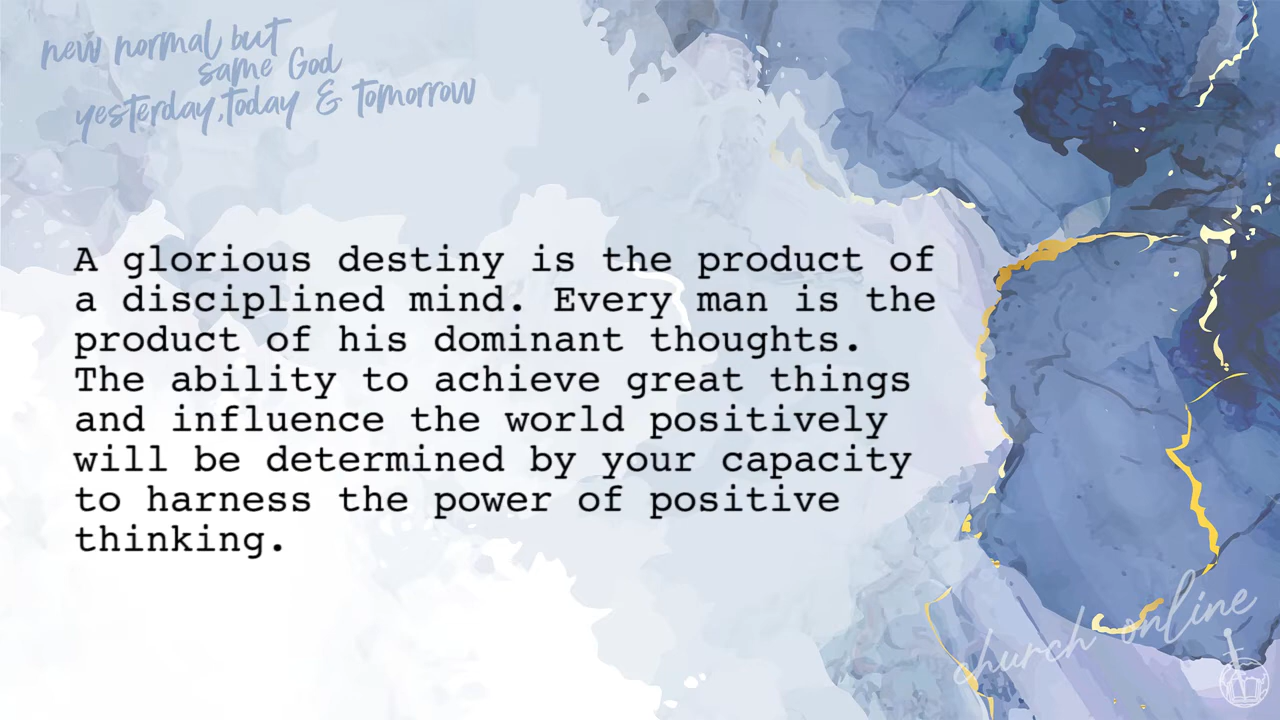 new normal but
same God
yesterday, today & tomorrow
A glorious destiny is the product of
a disciplined mind. Every man is the
product of his dominant thoughts.
The ability to achieve great things
and influence the world positively
will be determined by your capacity
to harness the power of positive
thinking.
church online